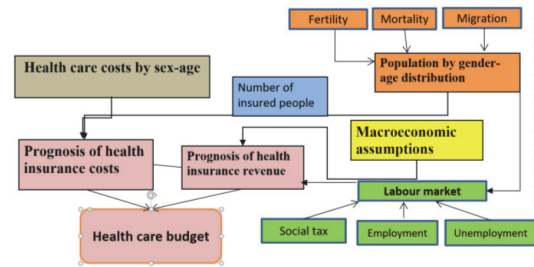 Fertility
Mortality
Migration
Health care costs by sex-age
Number of
insured people
Population by gender-
age distribution
Prognosis of health
insurance costs
Prognosis of health
insurance revenue
Macroeconomic
assumptions
Labour market
Health care budget
Social tax
Employment
Unemployment